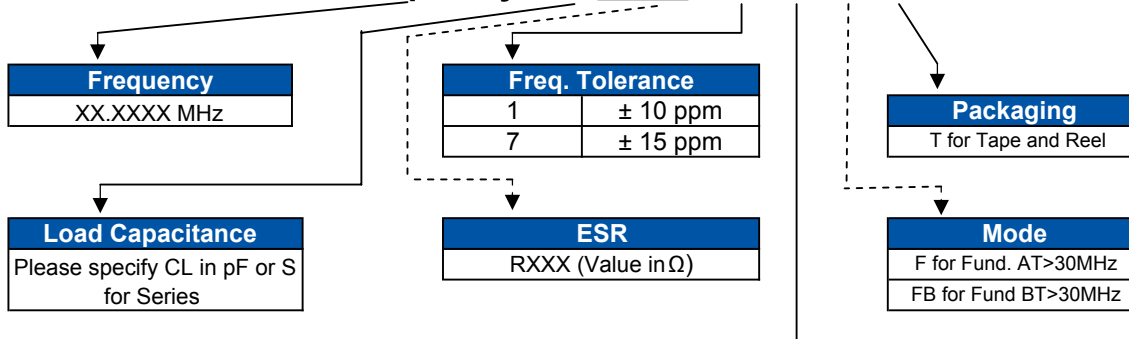 Frequency
XX.XXXX MHz
Freq. Tolerance
1 ± 10 ppm
7 ± 15 ppm
Packaging
T for Tape and Reel
Load Capacitance
Please specify CL in pF or S
for Series
ESR
RXXX (Value in Ω)
Mode
F for Fund. AT>30MHz
FB for Fund BT>30MHz